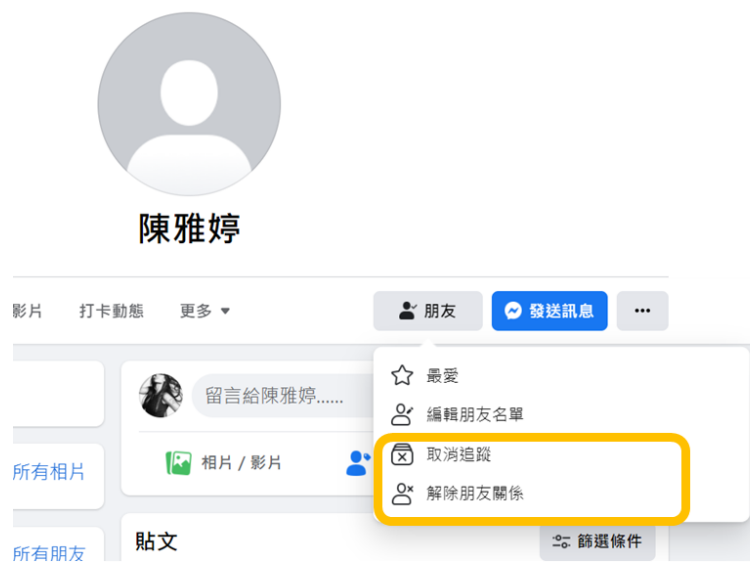 陳雅婷
影片 打卡動態 更多
朋友 發送訊息
最愛
留言給陳雅婷......
編輯朋友名單
取消追蹤
相片 / 影片
所有相片
解除朋友關係
貼文
篩選條件
所有朋友